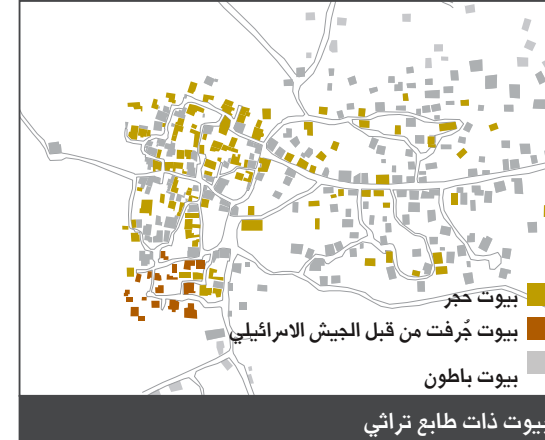 بيوت حجر
بيوت جُرفت من قبل الجيش الاسرائيلي
بيوت باطون
بيوت ذات طابع تراثي